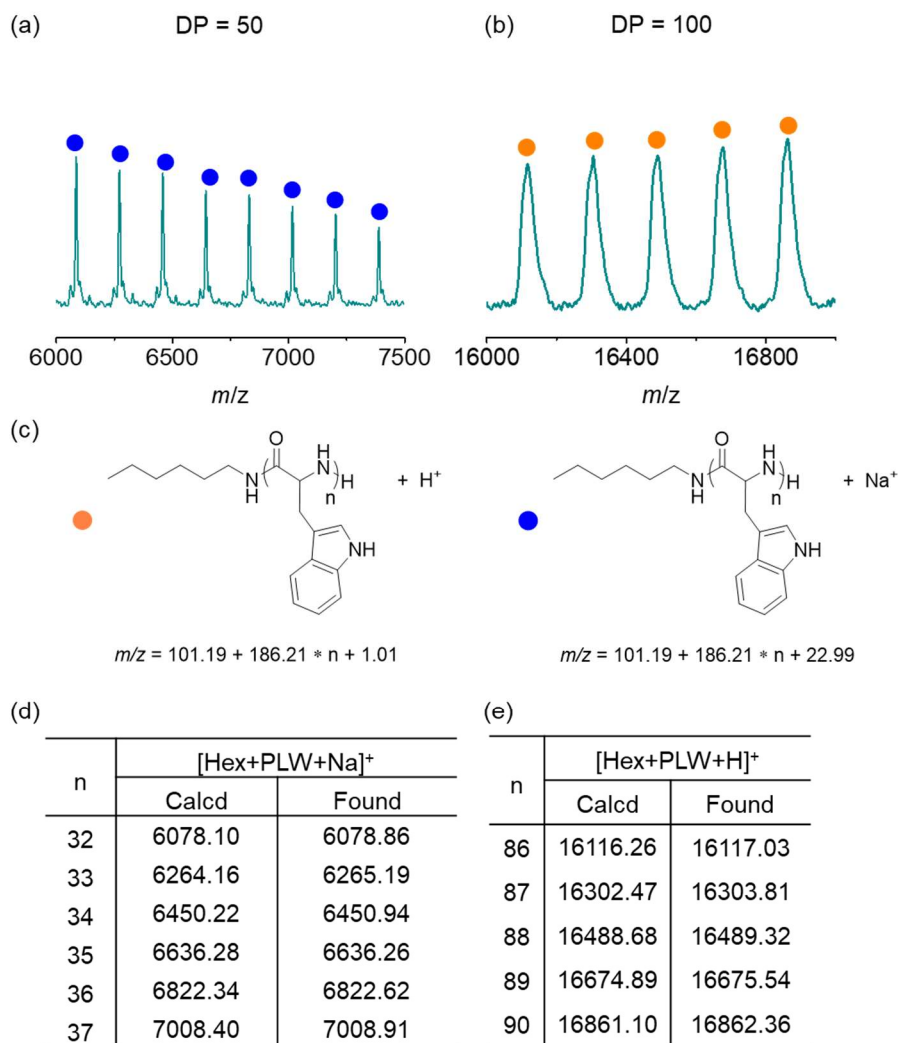 (a) DP = 50
(b) DP = 100
6000 6500 7000 7500
m/z
16000 16400 16800
m/z
(c)
O
H
N
N
H
n
H
+ H⁺
NH
m/z = 101.19 + 186.21 * n + 1.01
O
H
N
N
H
n
H
+ Na⁺
NH
m/z = 101.19 + 186.21 * n + 22.99
(d)
n [Hex+PLW+Na]⁺
Calcd Found
32 6078.10 6078.86
33 6264.16 6265.19
34 6450.22 6450.94
35 6636.28 6636.26
36 6822.34 6822.62
37 7008.40 7008.91
(e)
n [Hex+PLW+H]⁺
Calcd Found
86 16116.26 16117.03
87 16302.47 16303.81
88 16488.68 16489.32
89 16674.89 16675.54
90 16861.10 16862.36